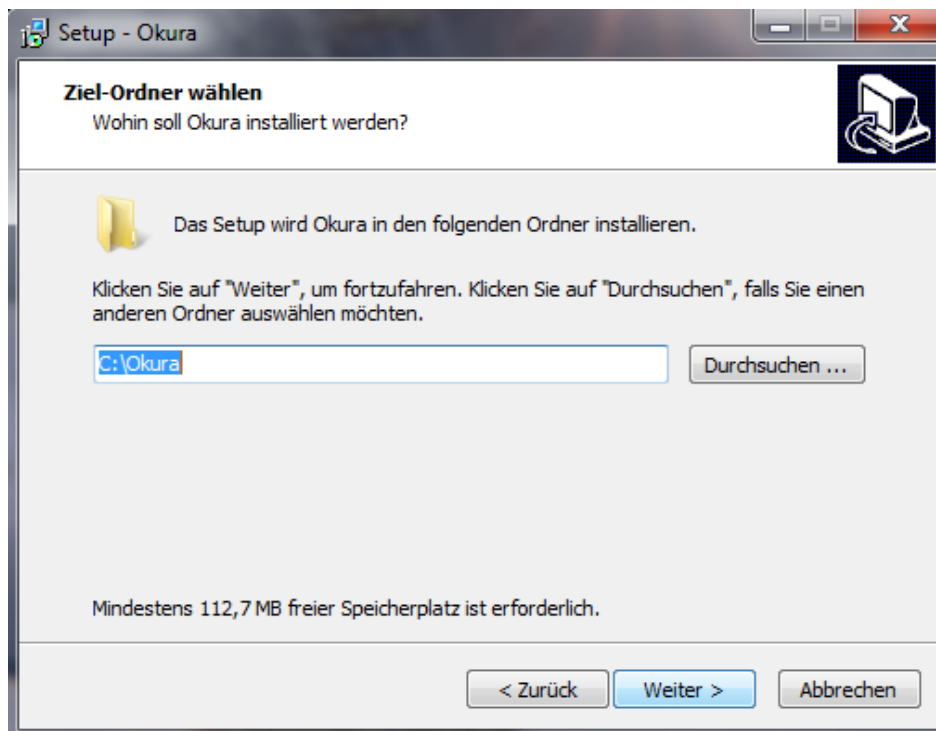 Setup - Okura
Ziel-Ordner wählen
Wohin soll Okura installiert werden?
Das Setup wird Okura in den folgenden Ordner installieren.
Klicken Sie auf "Weiter", um fortzufahren. Klicken Sie auf "Durchsuchen", falls Sie einen
anderen Ordner auswählen möchten.
C:\Okura
Durchsuchen ...
Mindestens 112,7 MB freier Speicherplatz ist erforderlich.
< Zurück
Weiter >
Abbrechen